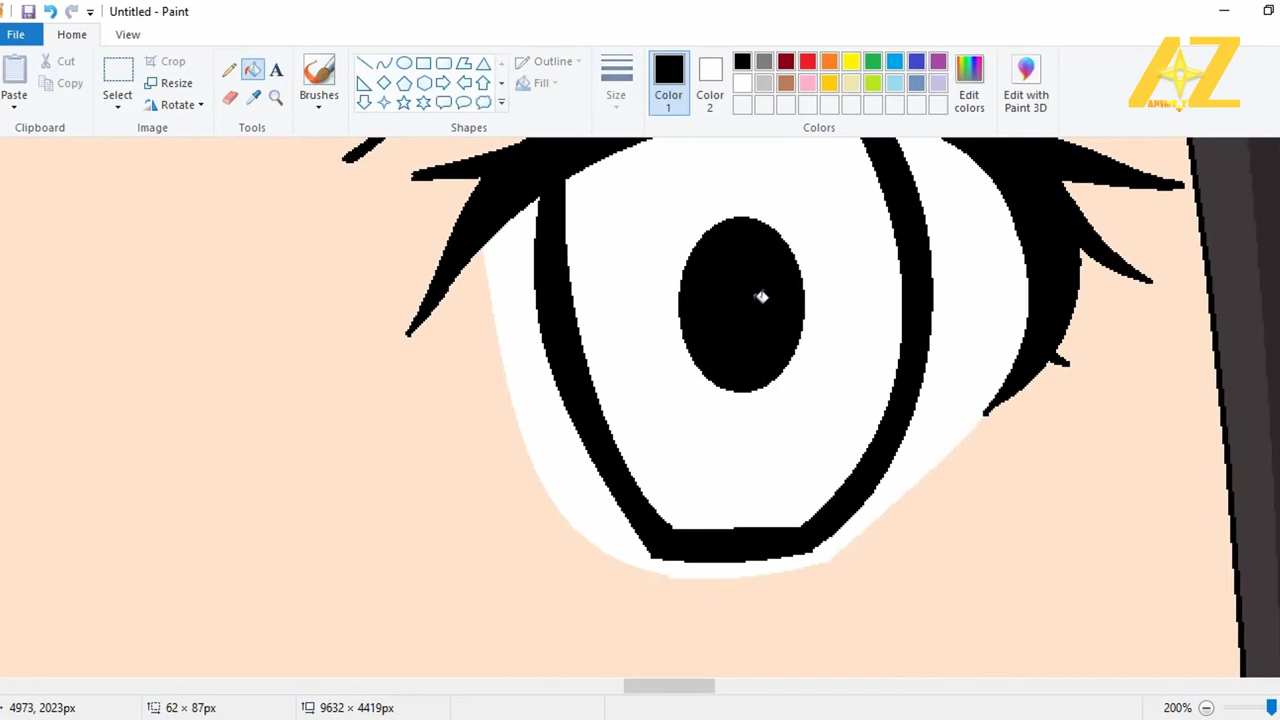 Untitled - Paint
File
Home
View
Paste
Cut
Copy
Clipboard
Select
Crop
Resize
Rotate
Image
A
Tools
Brushes
Outline
Fill
Shapes
Size
Color
1
Color
2
Edit
colors
Colors
Edit with
Paint 3D
AZ
4973, 2023px
62 × 87px
9632 × 4419px
200%